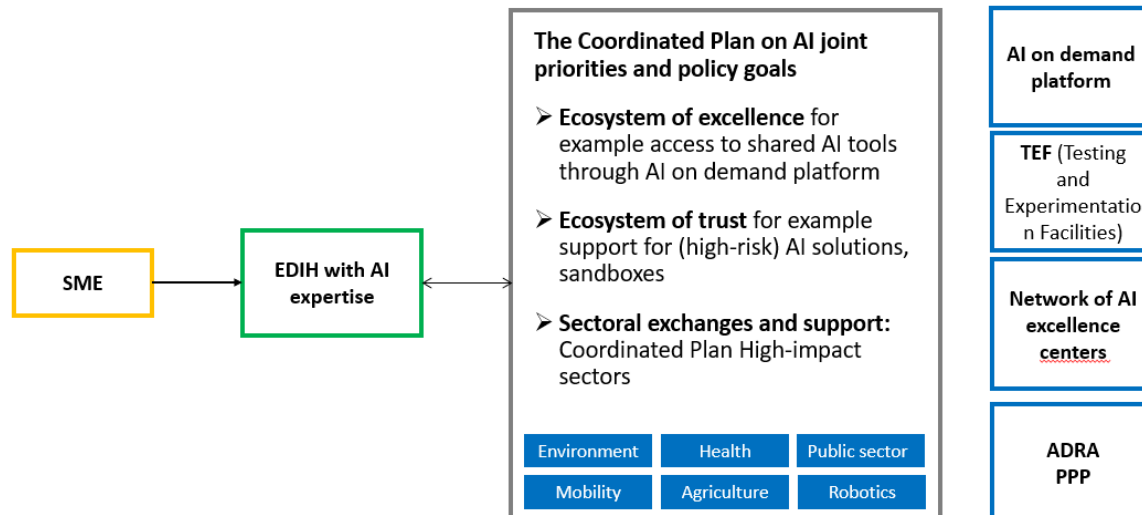 SME
EDIH with AI
expertise
The Coordinated Plan on AI joint
priorities and policy goals
➤ Ecosystem of excellence for
example access to shared AI tools
through AI on demand platform
➤ Ecosystem of trust for example
support for (high-risk) AI solutions,
sandboxes
➤ Sectoral exchanges and support:
Coordinated Plan High-impact
sectors
Environment
Health
Public sector
Mobility
Agriculture
Robotics
AI on demand
platform
TEF (Testing
and
Experimentatio
n Facilities)
Network of AI
excellence
centers
ADRA
PPP